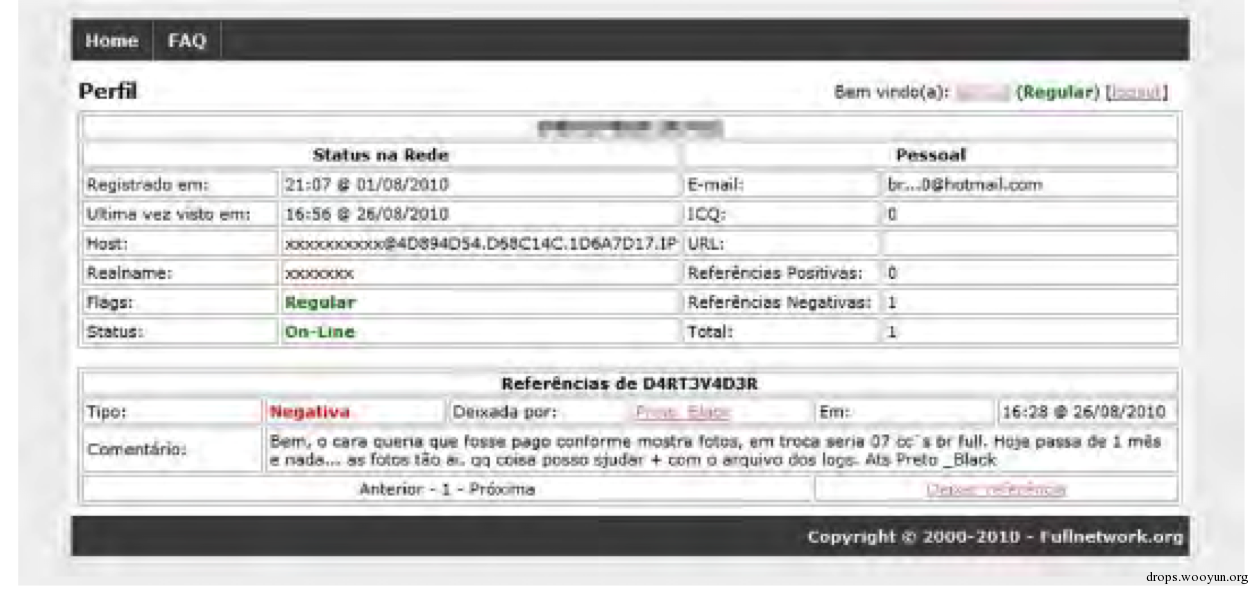 Home FAQ
Perfil
Bem vindo(a): (Regular) [logout]
Status na Rede Pessoal
Registrado em: 21:07 @ 01/08/2010 E-mail: br...0@hotmail.com
Ultima vez visto em: 16:56 @ 26/08/2010 ICQ: 0
Host: xxxxxxxxxx@4D894D54.D68C14C.1D6A7D17.IP URL:
Realname: xxxxxxx Referências Positivas: 0
Flags: Regular Referências Negativas: 1
Status: On-Line Total: 1
Referências de D4RT3V4D3R
Tipo: Negativa Deixada por: Preto_Black Em: 16:28 @ 26/08/2010
Comentário: Bem, o cara queria que fosse pago conforme mostra fotos, em troca seria 07 cc´s br full. Hoje passa de 1 mês
e nada... as fotos tão ai. qq coisa posso sjudar + com o arquivo dos logs. Ats Preto _Black
Anterior - 1 - Próxima Deixar referência
Copyright © 2000-2010 - Fullnetwork.org
drops.wooyun.org